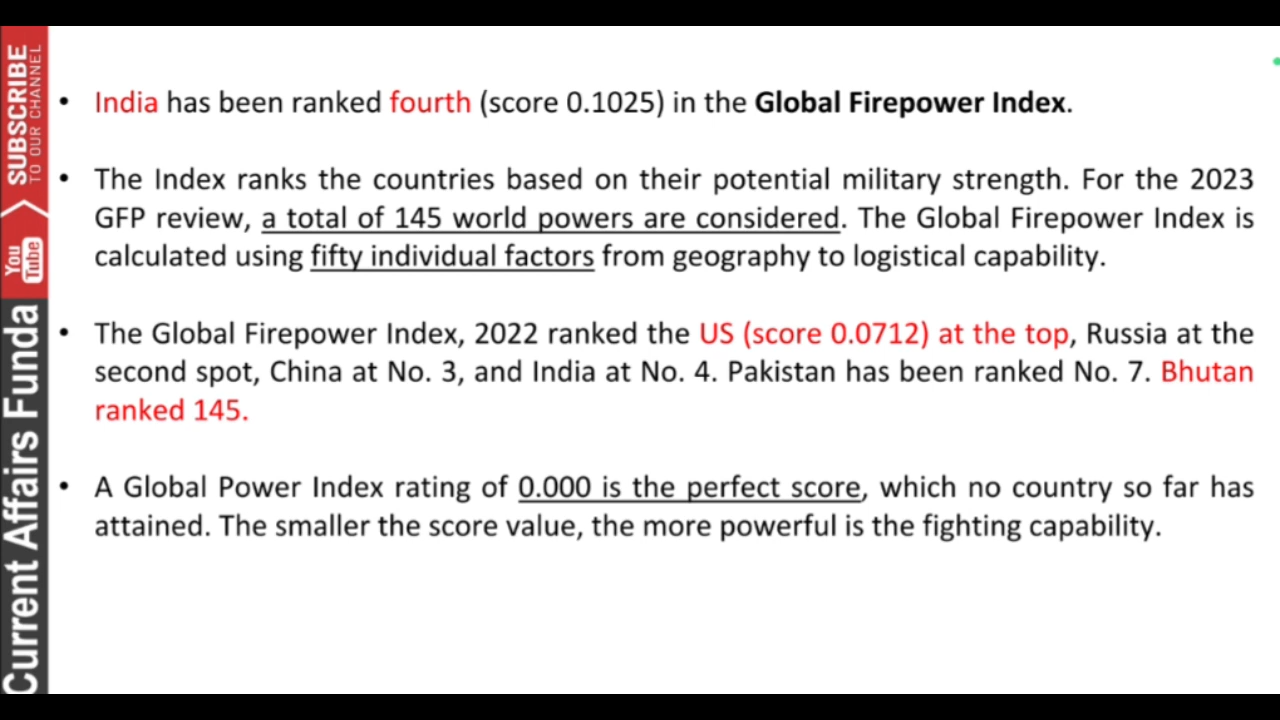 • India has been ranked fourth (score 0.1025) in the Global Firepower Index.
• The Index ranks the countries based on their potential military strength. For the 2023
GFP review, a total of 145 world powers are considered. The Global Firepower Index is
calculated using fifty individual factors from geography to logistical capability.
• The Global Firepower Index, 2022 ranked the US (score 0.0712) at the top, Russia at the
second spot, China at No. 3, and India at No. 4. Pakistan has been ranked No. 7. Bhutan
ranked 145.
• A Global Power Index rating of 0.000 is the perfect score, which no country so far has
attained. The smaller the score value, the more powerful is the fighting capability.
SUBSCRIBE
TO OUR CHANNEL
You
Tube
Current Affairs Funda